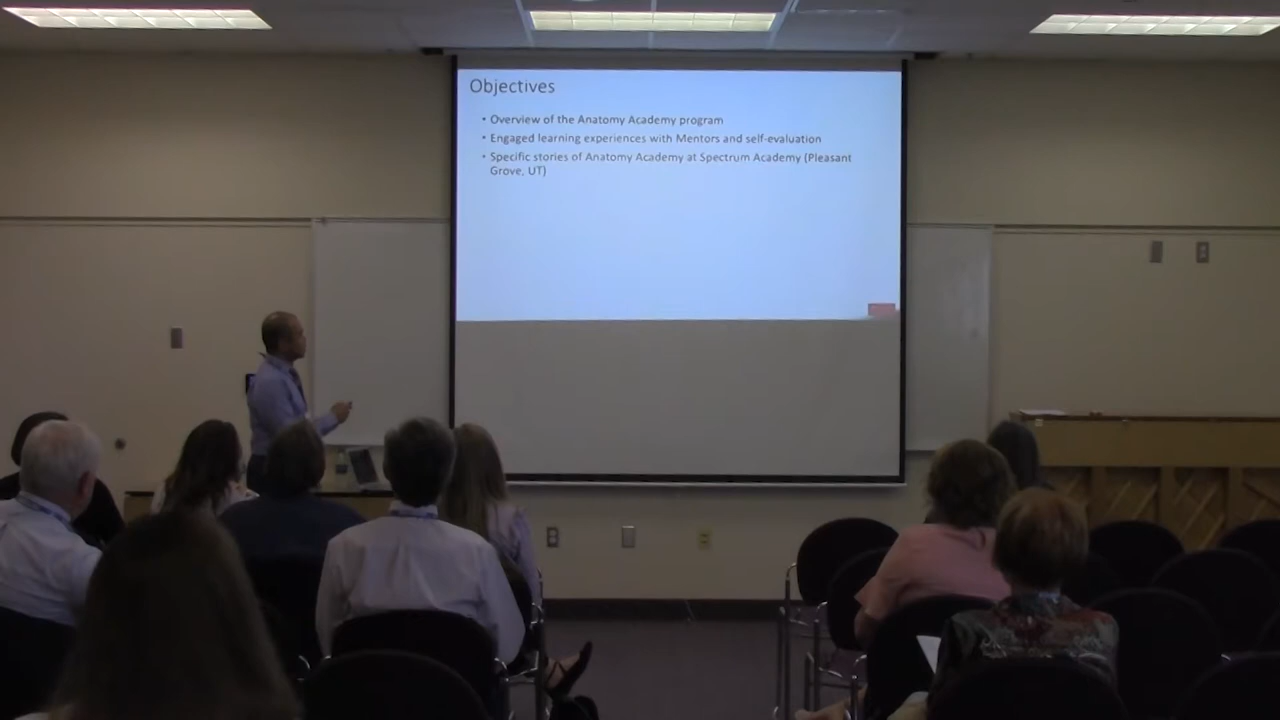 Objectives
• Overview of the Anatomy Academy program
• Engaged learning experiences with Mentors and self-evaluation
• Specific stories of Anatomy Academy at Spectrum Academy (Pleasant
Grove, UT)